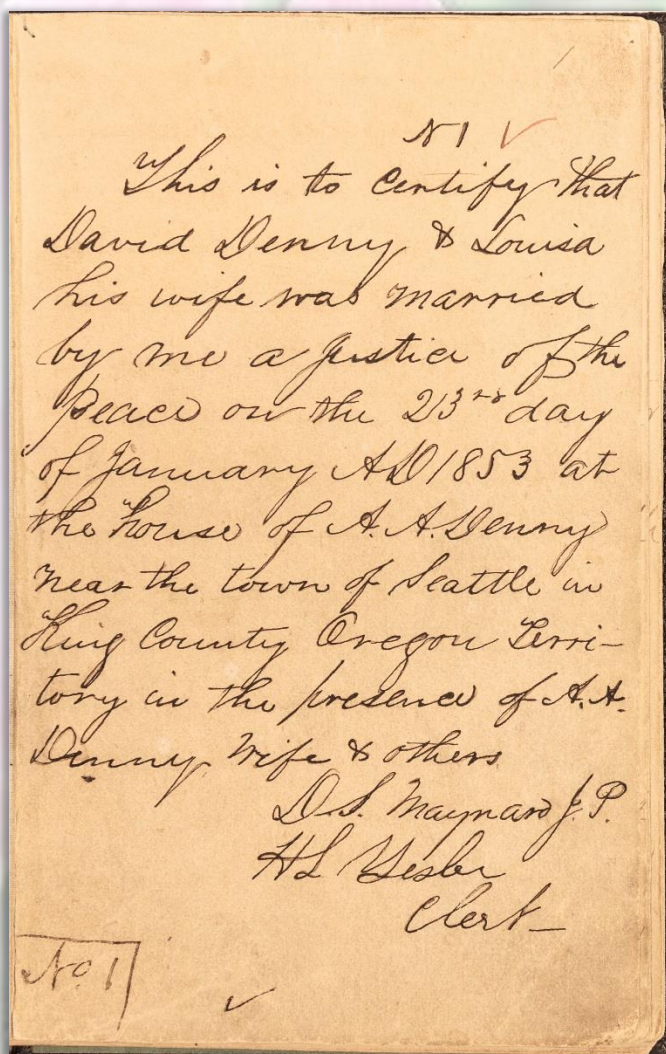 N 1 ✓
This is to Certify that
David Denny & Louisa
his wife was married
by me a Justice of the
Peace on the 23rd day
of January AD 1853 at
the house of A. A. Denny
near the town of Seattle in
King County Oregon Terri-
tory in the presence of A. A.
Denny Wife & others
D. S. Maynard J. P.
H L Yesler
Clerk
No 1